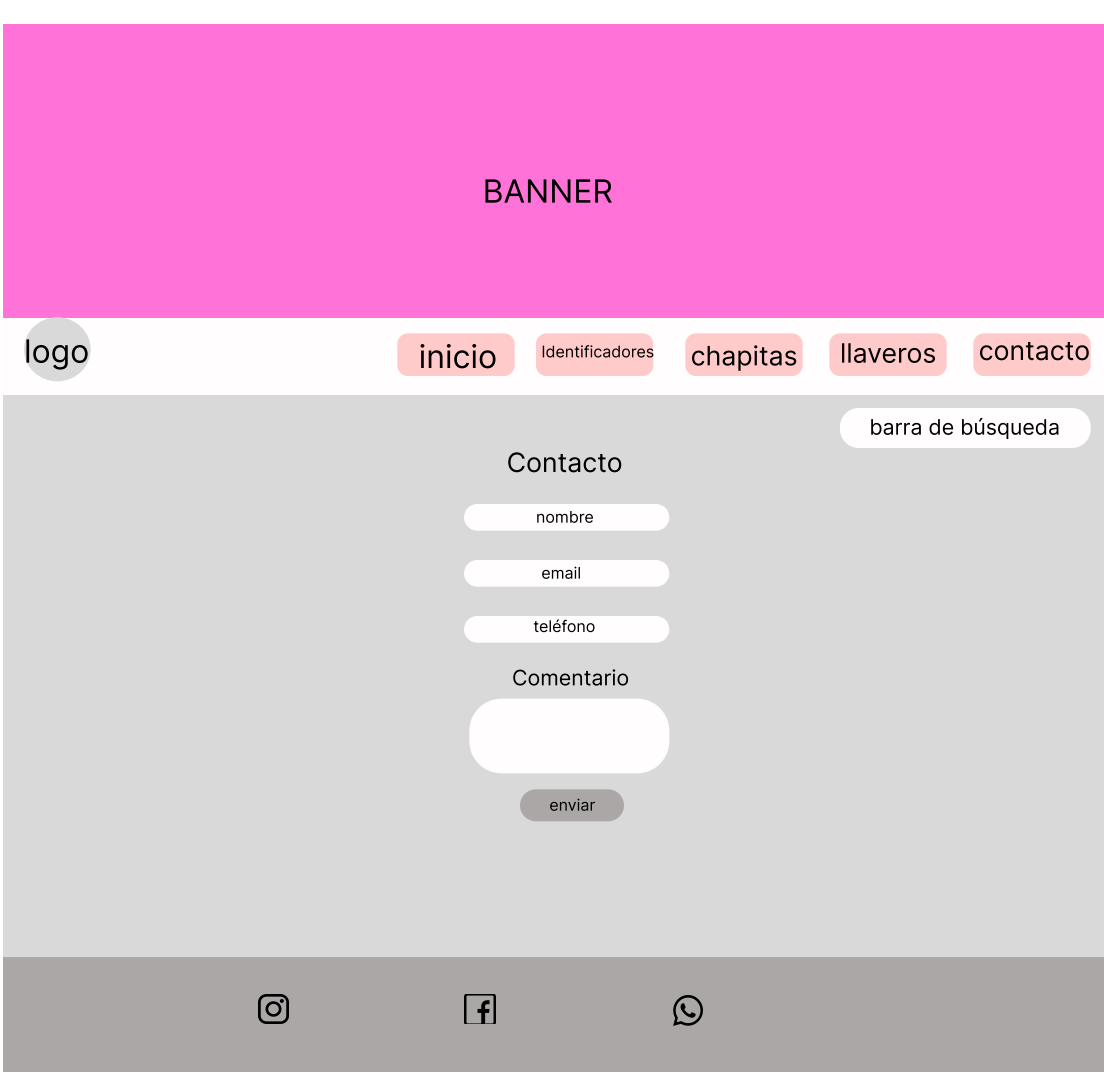 BANNER
logo
inicio
Identificadores
chapitas
llaveros
contacto
barra de búsqueda
Contacto
nombre
email
teléfono
Comentario
enviar